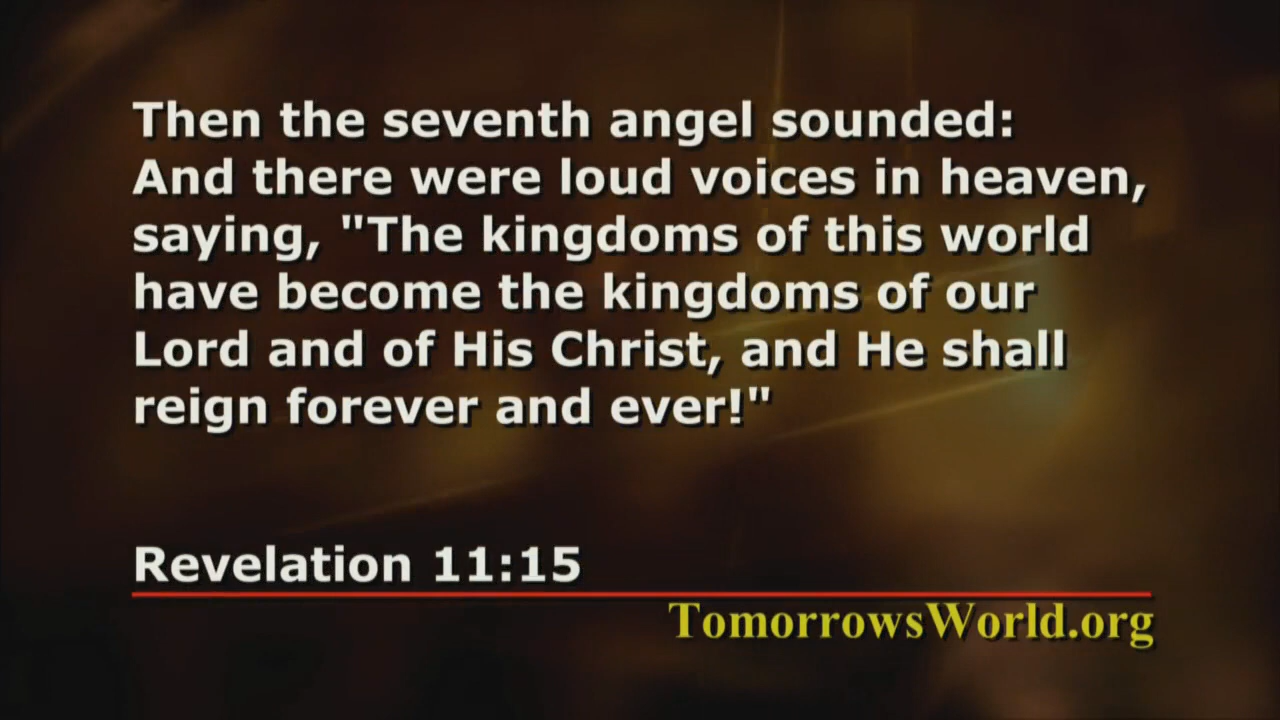 Then the seventh angel sounded:
And there were loud voices in heaven,
saying, "The kingdoms of this world
have become the kingdoms of our
Lord and of His Christ, and He shall
reign forever and ever!"
Revelation 11:15
TomorrowsWorld.org